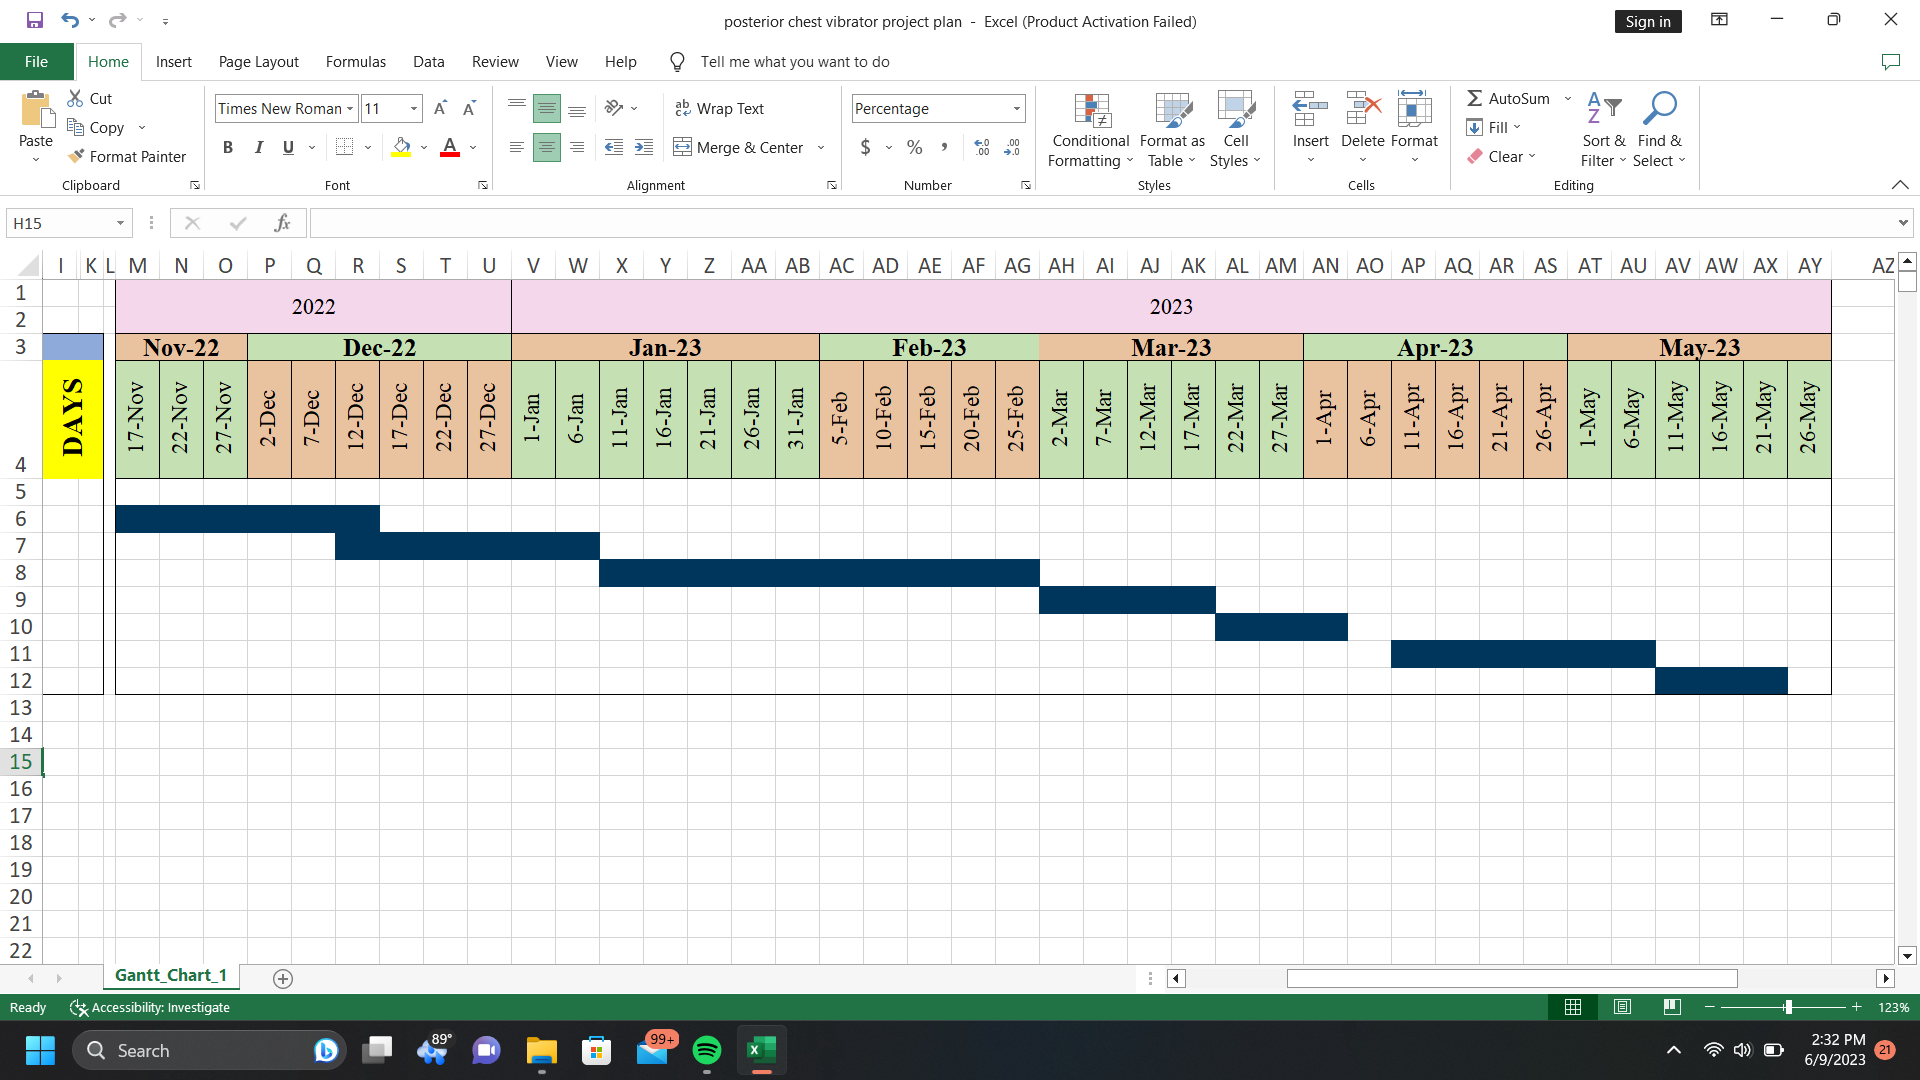 posterior chest vibrator project plan - Excel (Product Activation Failed)
Sign in
File Home Insert Page Layout Formulas Data Review View Help Tell me what you want to do
Paste
Cut
Copy
Format Painter
Clipboard
Times New Roman 11
B I U
Font
Wrap Text
Merge & Center
Alignment
Percentage
$ % ,
Number
Conditional Formatting
Format as Table
Cell Styles
Styles
Insert Delete Format
Cells
AutoSum
Fill
Clear
Sort & Filter
Find & Select
Editing
H15 fx
I K L M N O P Q R S T U V W X Y Z AA AB AC AD AE AF AG AH AI AJ AK AL AM AN AO AP AQ AR AS AT AU AV AW AX AY AZ
1
2022 2023
2
3 Nov-22 Dec-22 Jan-23 Feb-23 Mar-23 Apr-23 May-23
4 DAYS 17-Nov 22-Nov 27-Nov 2-Dec 7-Dec 12-Dec 17-Dec 22-Dec 27-Dec 1-Jan 6-Jan 11-Jan 16-Jan 21-Jan 26-Jan 31-Jan 5-Feb 10-Feb 15-Feb 20-Feb 25-Feb 2-Mar 7-Mar 12-Mar 17-Mar 22-Mar 27-Mar 1-Apr 6-Apr 11-Apr 16-Apr 21-Apr 26-Apr 1-May 6-May 11-May 16-May 21-May 26-May
5
6
7
8
9
10
11
12
13
14
15
16
17
18
19
20
21
22
Gantt_Chart_1
Ready Accessibility: Investigate 123%
Search 89° 99+ 2:32 PM
6/9/2023 21